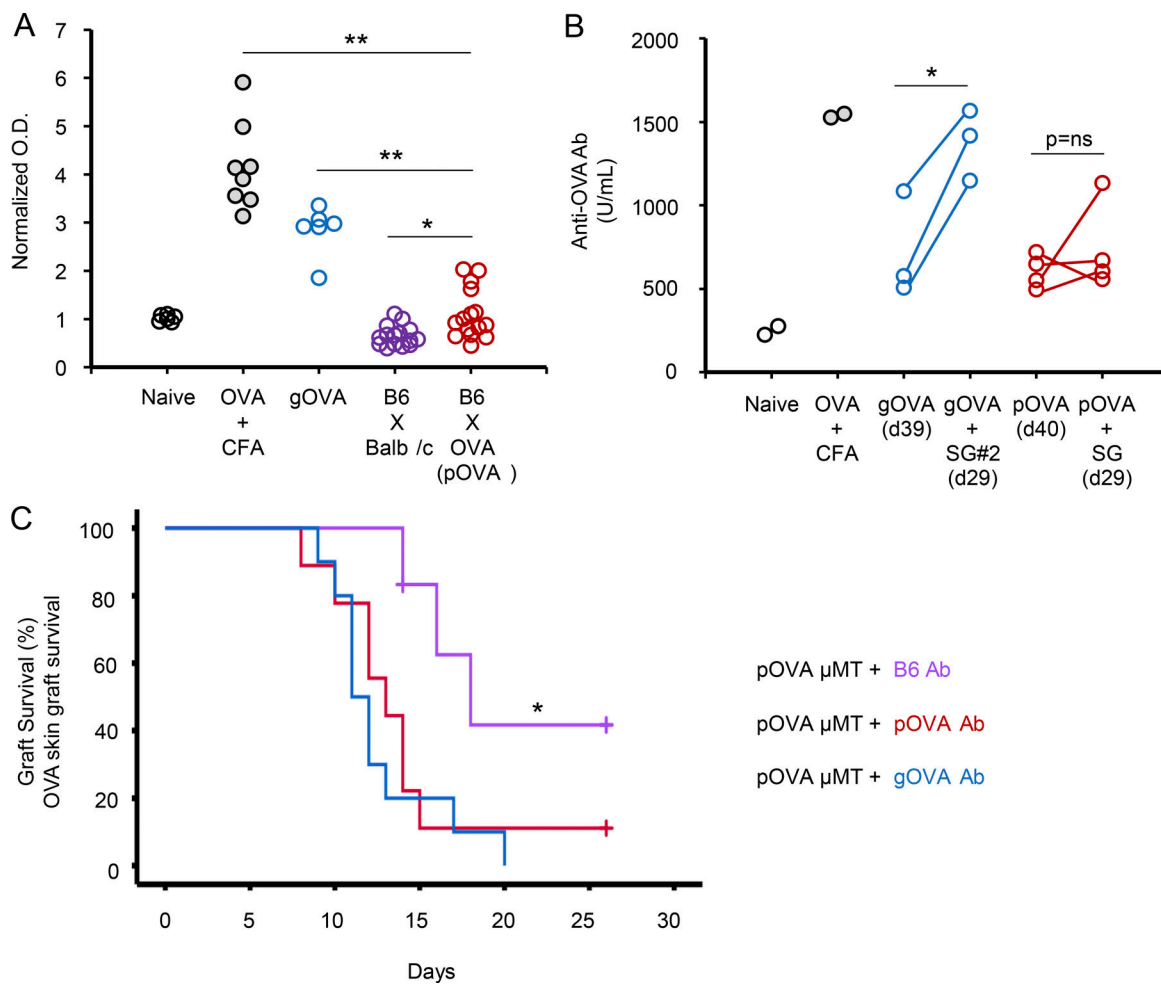 A
7
6
5
4
3
2
1
0
Normalized O.D.
**
**
*
Naive
OVA
+
CFA
gOVA
B6
X
Balb /c
B6
X
OVA
(pOVA )
B
2000
1500
1000
500
0
Anti-OVA Ab
(U/mL)
*
p=ns
Naive
OVA
+
CFA
gOVA
(d39)
gOVA
+
SG#2
(d29)
pOVA
(d40)
pOVA
+
SG
(d29)
C
100
80
60
40
20
0
Graft Survival (%)
OVA skin graft survival
*
0 5 10 15 20 25 30
Days
pOVA µMT + B6 Ab
pOVA µMT + pOVA Ab
pOVA µMT + gOVA Ab